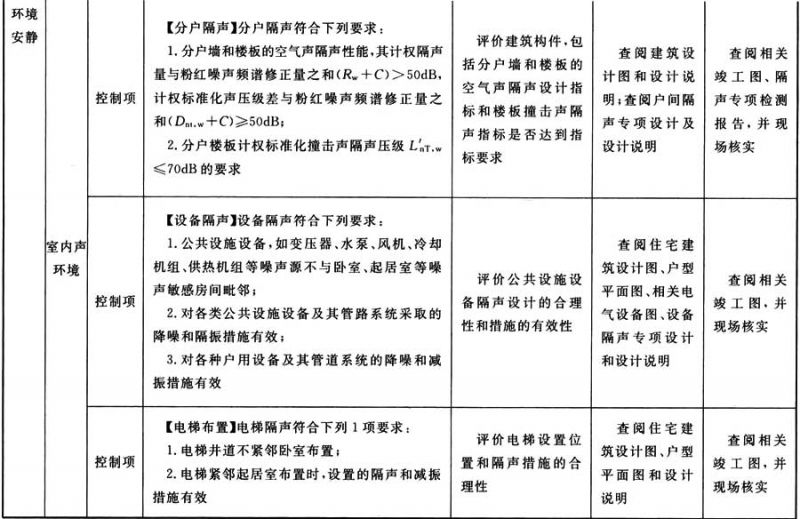 环境
安静
室内声
环境
控制项
【分户隔声】分户隔声符合下列要求：
1. 分户墙和楼板的空气声隔声性能，其计权隔声
量与粉红噪声频谱修正量之和(Rw＋C)＞50dB，
计权标准化声压级差与粉红噪声频谱修正量之
和(DnT,w＋C)≥50dB；
2. 分户楼板计权标准化撞击声隔声压级 L′nT,w
≤70dB 的要求
评价建筑构件，包
括分户墙和楼板的
空气声隔声设计指
标和楼板撞击声隔
声指标是否达到指
标要求
查阅建筑设
计图和设计说
明；查阅户间隔
声专项设计及
设计说明
查阅相关
竣工图、隔
声专项检测
报告，并现
场核实
控制项
【设备隔声】设备隔声符合下列要求：
1. 公共设施设备，如变压器、水泵、风机、冷却
机组、供热机组等噪声源不与卧室、起居室等噪
声敏感房间毗邻；
2. 对各类公共设施设备及其管路系统采取的
降噪和隔振措施有效；
3. 对各种户用设备及其管道系统的降噪和减
振措施有效
评价公共设施设
备隔声设计的合理
性和措施的有效性
查阅住宅建
筑设计图、户型
平面图、相关电
气设备图、设备
隔声专项设计
和设计说明
查阅相关
竣工图，并
现场核实
控制项
【电梯布置】电梯隔声符合下列 1 项要求：
1. 电梯井道不紧邻卧室布置；
2. 电梯紧邻起居室布置时，设置的隔声和减振
措施有效
评价电梯设置位
置和隔声措施的合
理性
查阅住宅建
筑设计图、户型
平面图和设计
说明
查阅相关
竣工图，并
现场核实